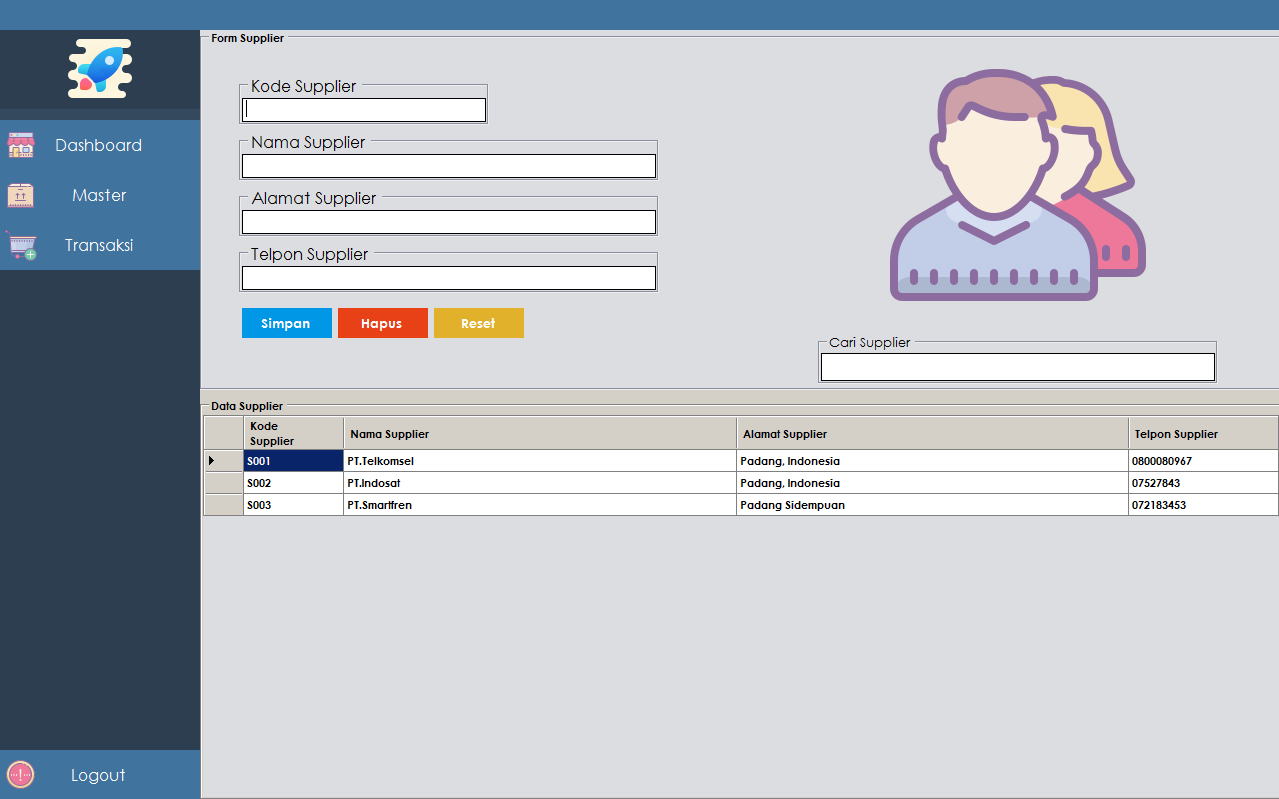 Form Supplier
Kode Supplier
Nama Supplier
Alamat Supplier
Telpon Supplier
Simpan Hapus Reset
Cari Supplier
Dashboard
Master
Transaksi
Logout
Data Supplier
Kode Supplier Nama Supplier Alamat Supplier Telpon Supplier
S001 PT.Telkomsel Padang, Indonesia 0800080967
S002 PT.Indosat Padang, Indonesia 07527843
S003 PT.Smartfren Padang Sidempuan 072183453